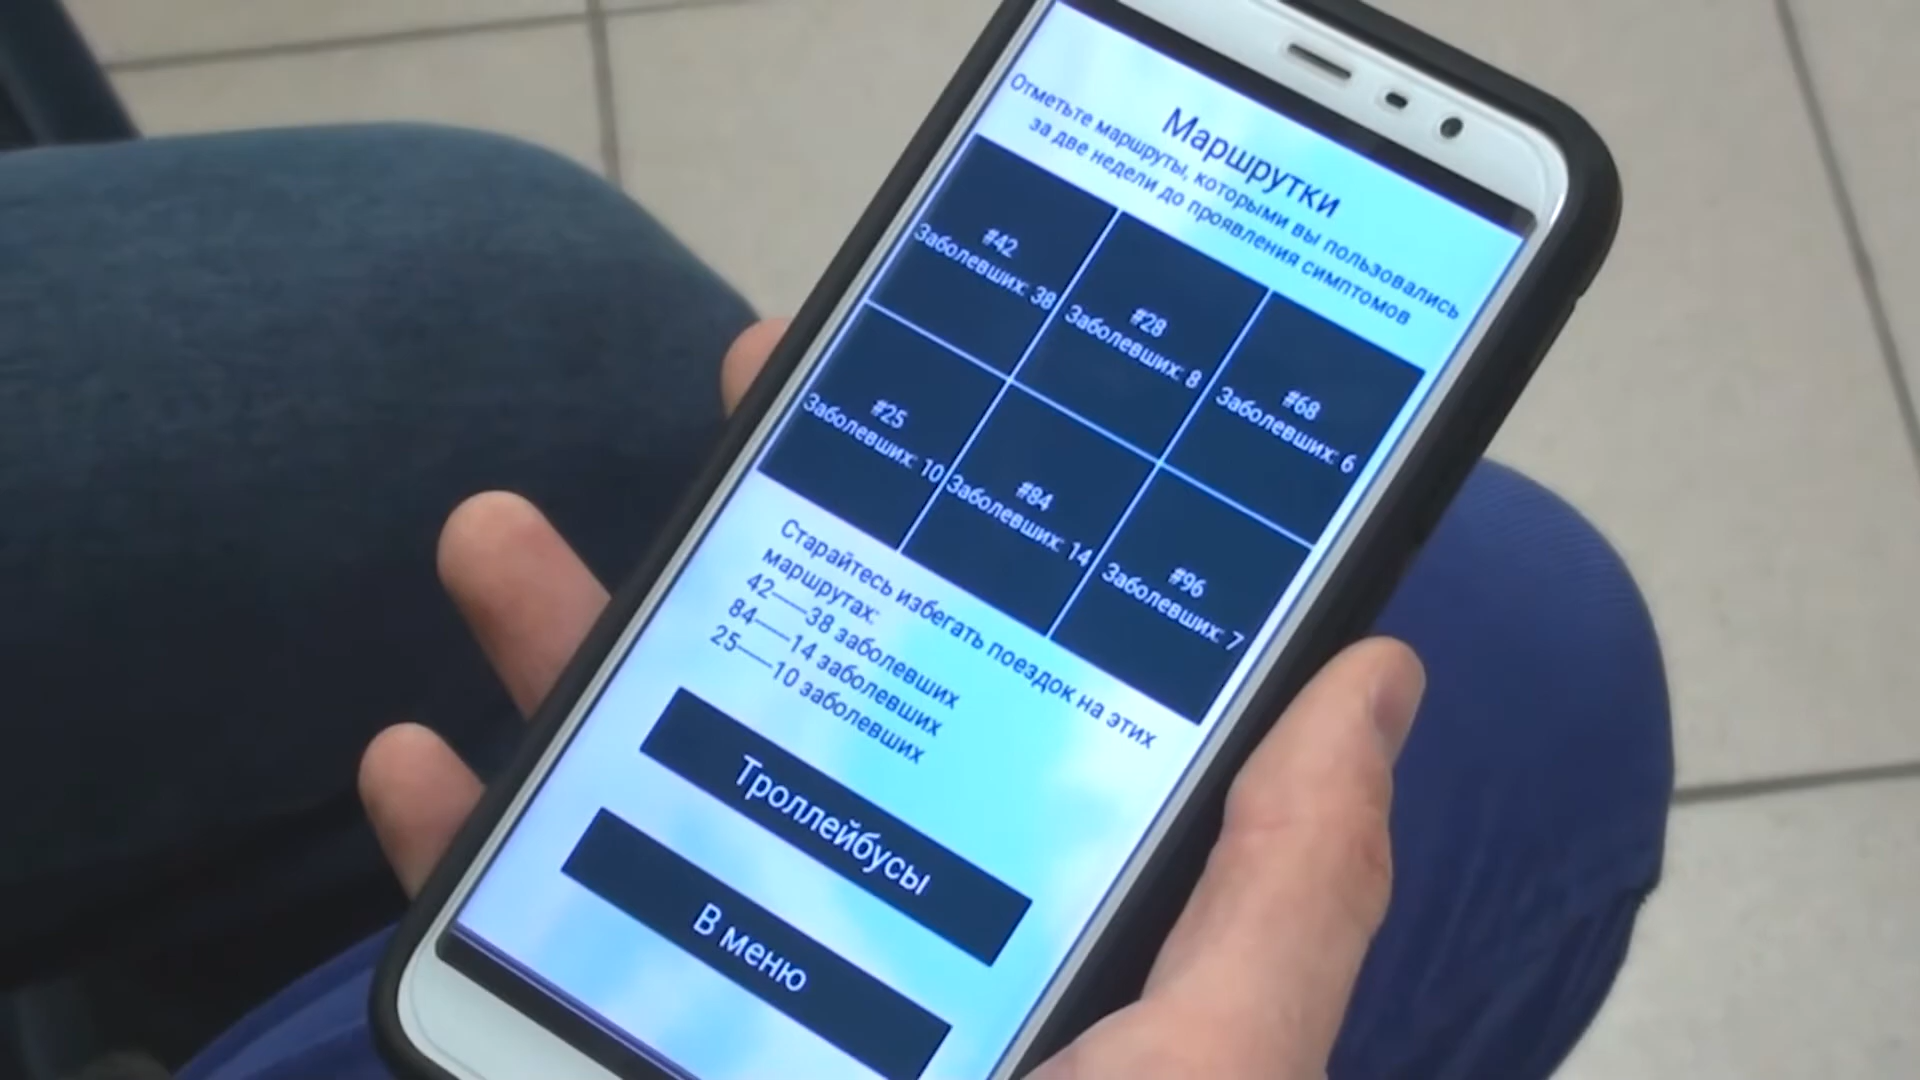 Маршрутки
Отметьте маршруты, которыми вы пользовались
за две недели до проявления симптомов
#42
Заболевших: 38
#28
Заболевших: 8
#68
Заболевших: 6
#25
Заболевших: 10
#84
Заболевших: 14
#96
Заболевших: 7
Старайтесь избегать поездок на этих
маршрутах:
42——38 заболевших
84——14 заболевших
25——10 заболевших
Троллейбусы
В меню